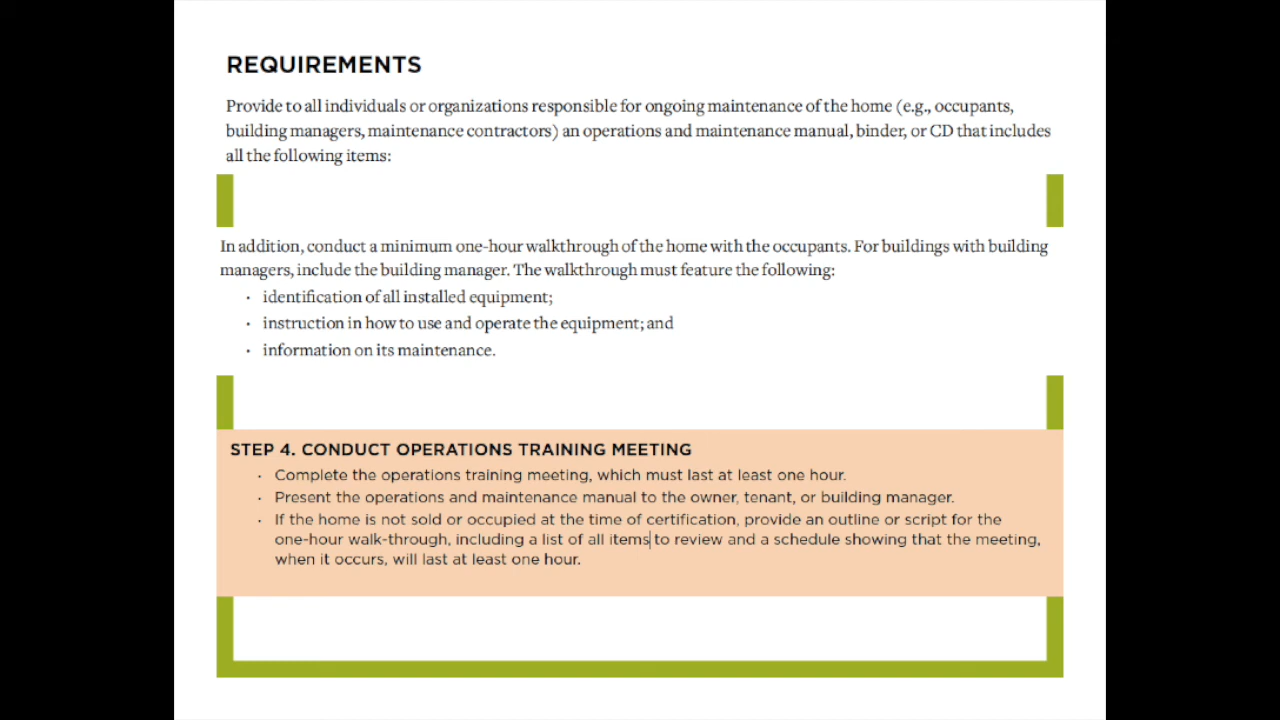 REQUIREMENTS
Provide to all individuals or organizations responsible for ongoing maintenance of the home (e.g., occupants,
building managers, maintenance contractors) an operations and maintenance manual, binder, or CD that includes
all the following items:
In addition, conduct a minimum one-hour walkthrough of the home with the occupants. For buildings with building
managers, include the building manager. The walkthrough must feature the following:
· identification of all installed equipment;
· instruction in how to use and operate the equipment; and
· information on its maintenance.
STEP 4. CONDUCT OPERATIONS TRAINING MEETING
· Complete the operations training meeting, which must last at least one hour.
· Present the operations and maintenance manual to the owner, tenant, or building manager.
· If the home is not sold or occupied at the time of certification, provide an outline or script for the
one-hour walk-through, including a list of all items to review and a schedule showing that the meeting,
when it occurs, will last at least one hour.